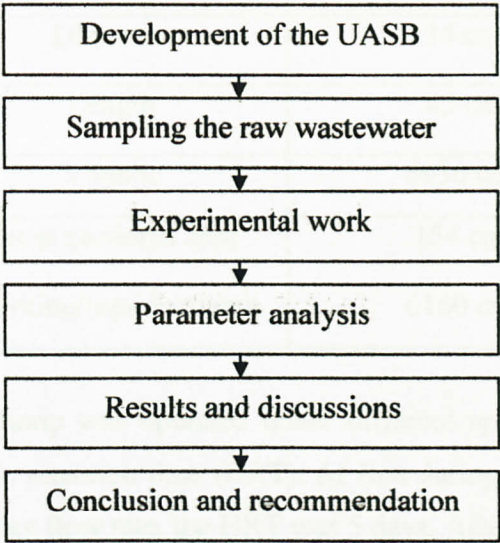 Development of the UASB
Sampling the raw wastewater
Experimental work
Parameter analysis
Results and discussions
Conclusion and recommendation